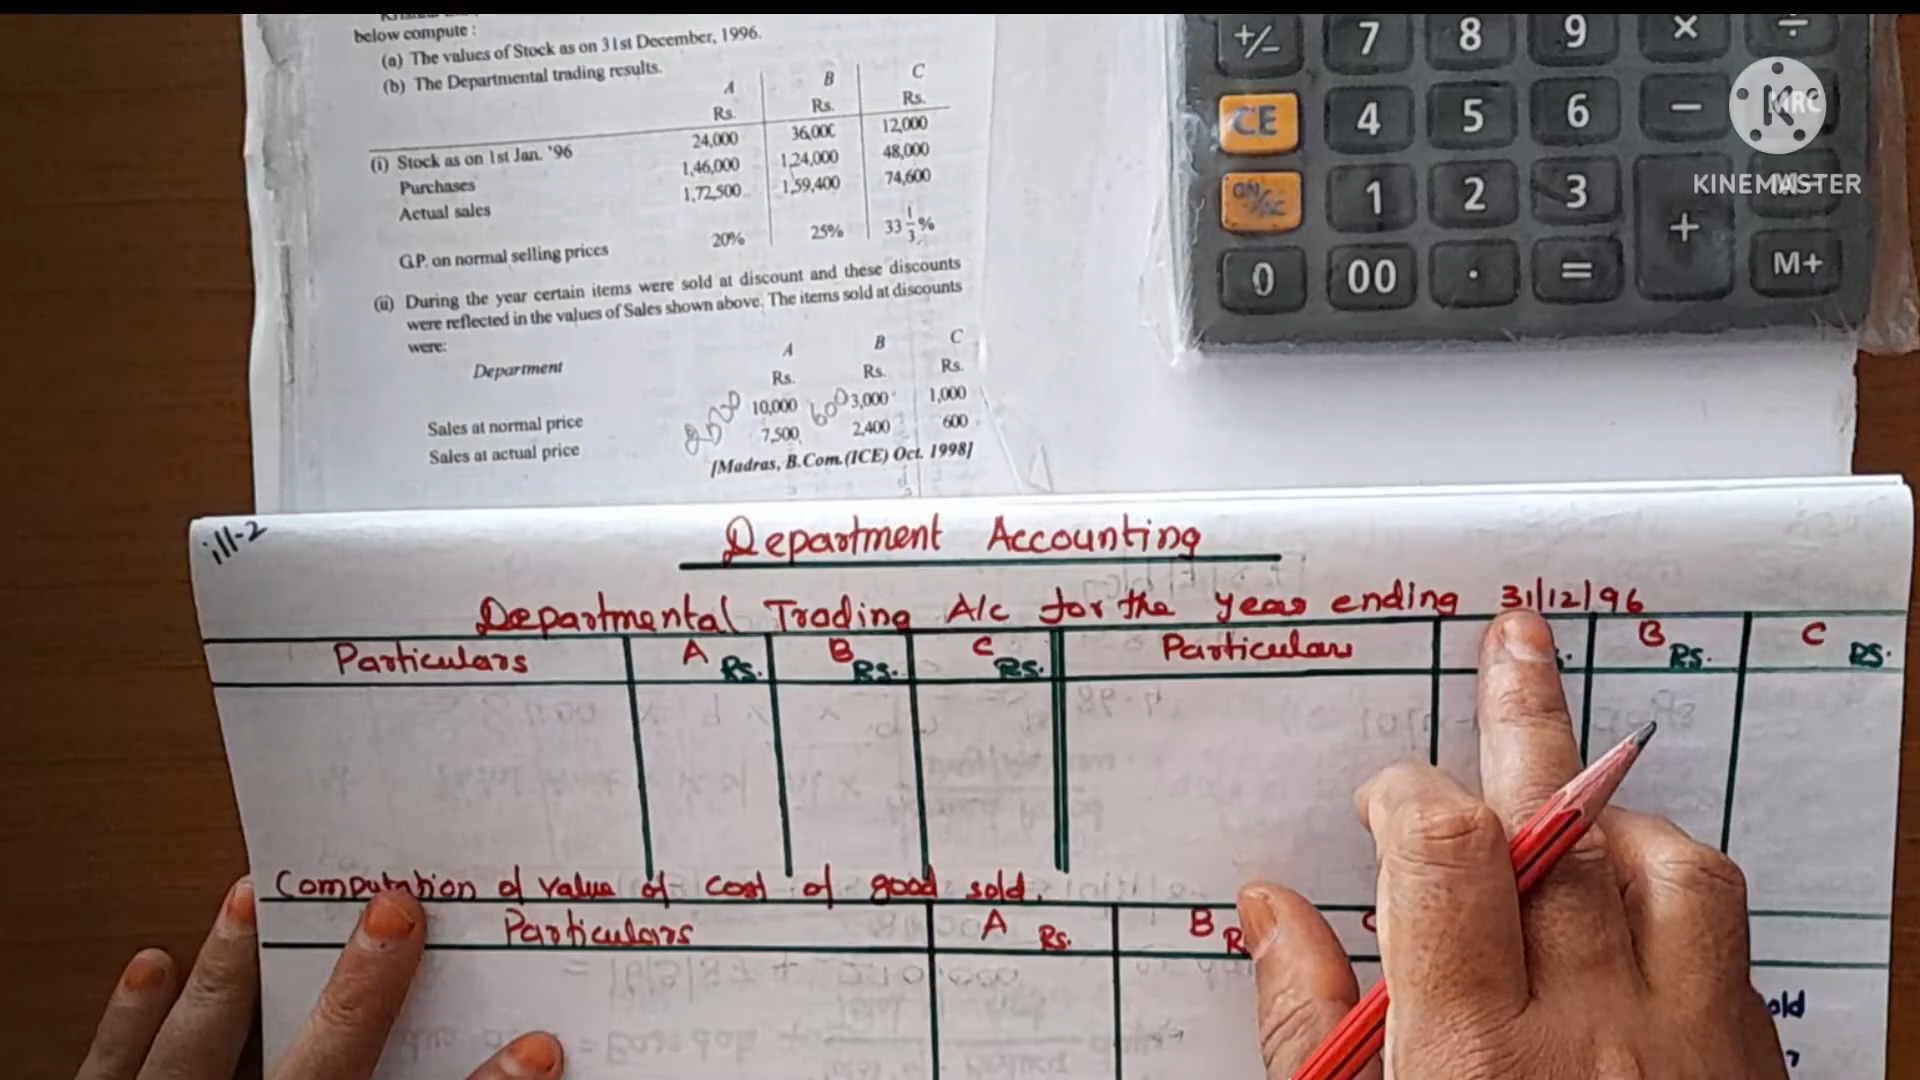 below compute :
(a) The values of Stock as on 31st December, 1996.
(b) The Departmental trading results.
A B C
Rs. Rs. Rs.
(i) Stock as on 1st Jan. '96 24,000 36,000 12,000
Purchases 1,46,000 1,24,000 48,000
Actual sales 1,72,500 1,59,400 74,600
G.P. on normal selling prices 20% 25% 33 1/3 %
(ii) During the year certain items were sold at discount and these discounts
were reflected in the values of Sales shown above. The items sold at discounts
were:
Department A B C
Rs. Rs. Rs.
Sales at normal price 10,000 3,000 1,000
Sales at actual price 7,500 2,400 600
2500 600
[Madras, B.Com. (ICE) Oct. 1998]
+/- 7 8 9 × ÷
CE 4 5 6 −
ON/AC 1 2 3 +
0 00 . = M+
MRC
KINEMASTER
ill-2
Department Accounting
Departmental Trading A/c for the year ending 31/12/96
Particulars A Rs. B Rs. C Rs. Particulars B Rs. C Rs.
Computation of value of cost of good sold.
Particulars A Rs. B R
old